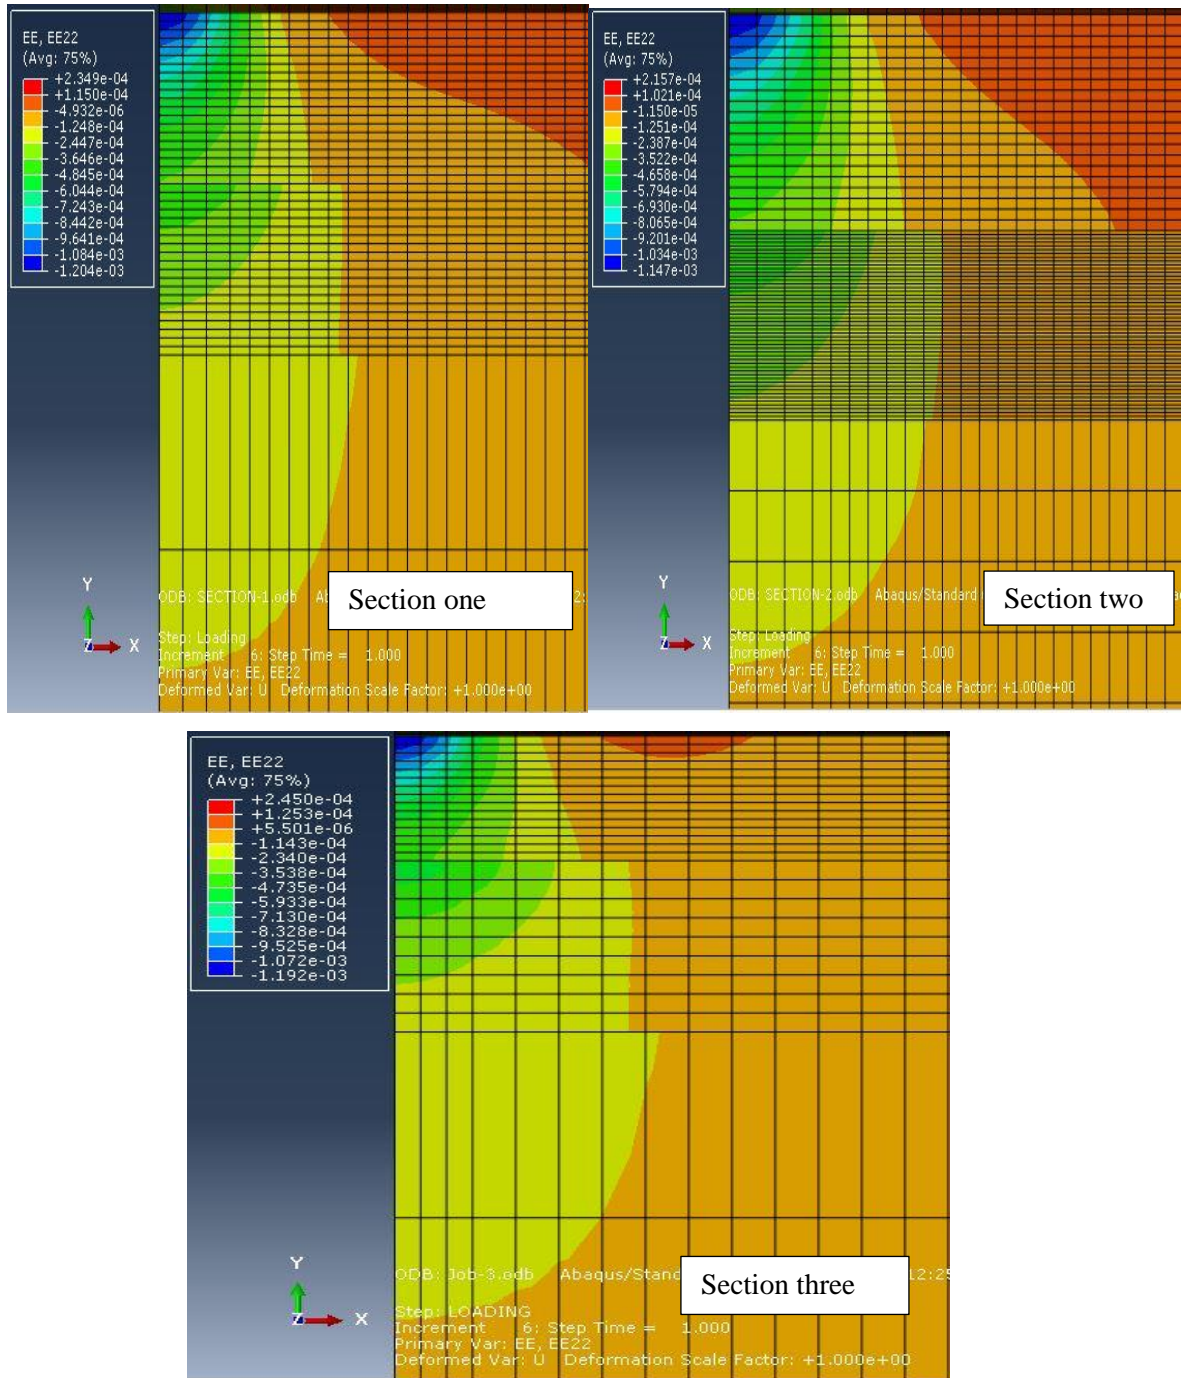 EE, EE22
(Avg: 75%)
+2.349e-04
+1.150e-04
-4.932e-06
-1.248e-04
-2.447e-04
-3.646e-04
-4.845e-04
-6.044e-04
-7.243e-04
-8.442e-04
-9.641e-04
-1.084e-03
-1.204e-03
Y
Z
X
ODB: SECTION-1.odb
Section one
Step: Loading
Increment 6: Step Time = 1.000
Primary Var: EE, EE22
Deformed Var: U Deformation Scale Factor: +1.000e+00
EE, EE22
(Avg: 75%)
+2.157e-04
+1.021e-04
-1.150e-05
-1.251e-04
-2.387e-04
-3.522e-04
-4.658e-04
-5.794e-04
-6.930e-04
-8.065e-04
-9.201e-04
-1.034e-03
-1.147e-03
Y
Z
X
ODB: SECTION-2.odb Abaqus/Standard
Section two
Step: Loading
Increment 6: Step Time = 1.000
Primary Var: EE, EE22
Deformed Var: U Deformation Scale Factor: +1.000e+00
EE, EE22
(Avg: 75%)
+2.450e-04
+1.253e-04
+5.501e-06
-1.143e-04
-2.340e-04
-3.538e-04
-4.735e-04
-5.933e-04
-7.130e-04
-8.328e-04
-9.525e-04
-1.072e-03
-1.192e-03
Y
Z
X
ODB: Job-3.odb Abaqus/Stand 12:25
Section three
Step: LOADING
Increment 6: Step Time = 1.000
Primary Var: EE, EE22
Deformed Var: U Deformation Scale Factor: +1.000e+00